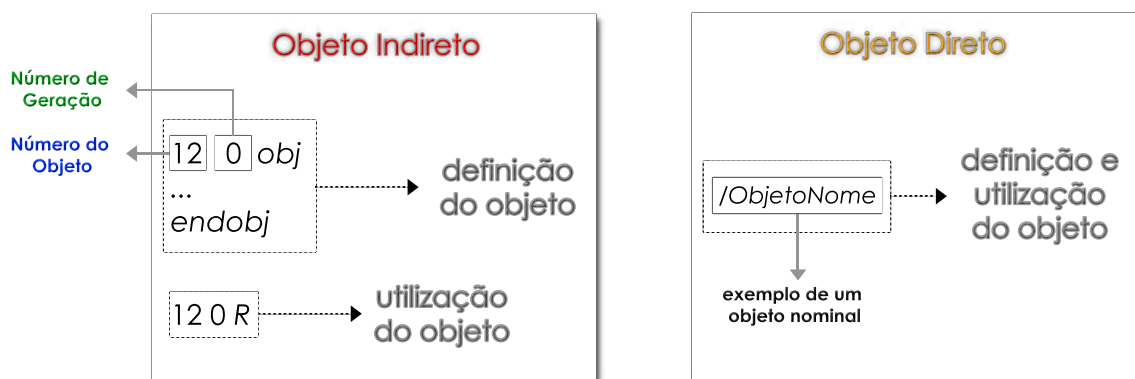 Objeto Indireto
Número de
Geração
Número do
Objeto
12 0 obj
...
endobj
definição
do objeto
12 0 R
utilização
do objeto
Objeto Direto
/ObjetoNome
definição e
utilização
do objeto
exemplo de um
objeto nominal